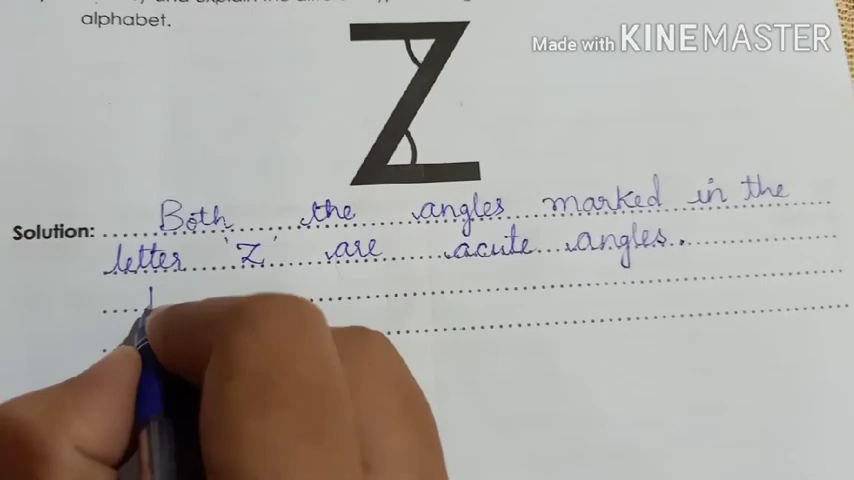 alphabet.
Made with KINEMASTER
Z
Solution: Both the angles marked in the
letter 'Z' are acute angles.